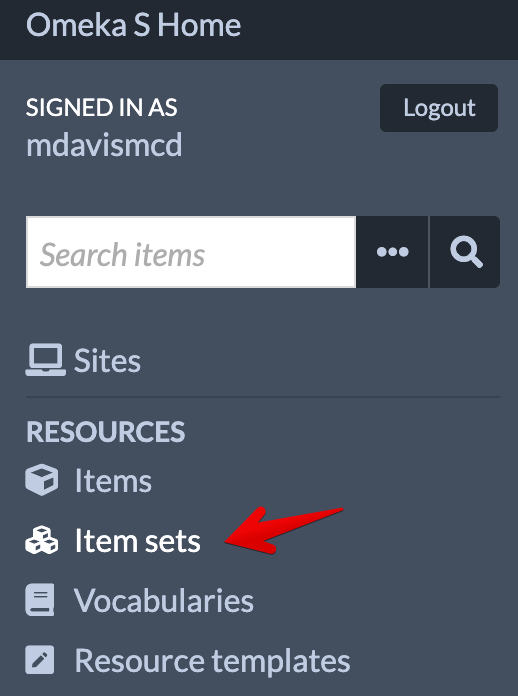 Omeka S Home
SIGNED IN AS
Logout
mdavismcd
Search items
Sites
RESOURCES
Items
Item sets
Vocabularies
Resource templates